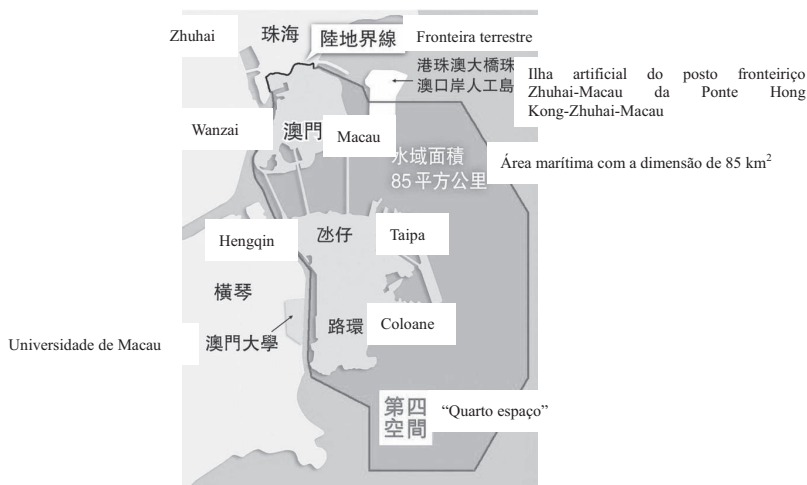 Zhuhai
珠海
陸地界線
Fronteira terrestre
港珠澳大橋珠
澳口岸人工島
Ilha artificial do posto fronteiriço
Zhuhai-Macau da Ponte Hong
Kong-Zhuhai-Macau
Wanzai
澳門
Macau
水域面積
85平方公里
Área marítima com a dimensão de 85 km²
Hengqin
氹仔
Taipa
橫琴
路環
Coloane
Universidade de Macau
澳門大學
第四
空間
“Quarto espaço”